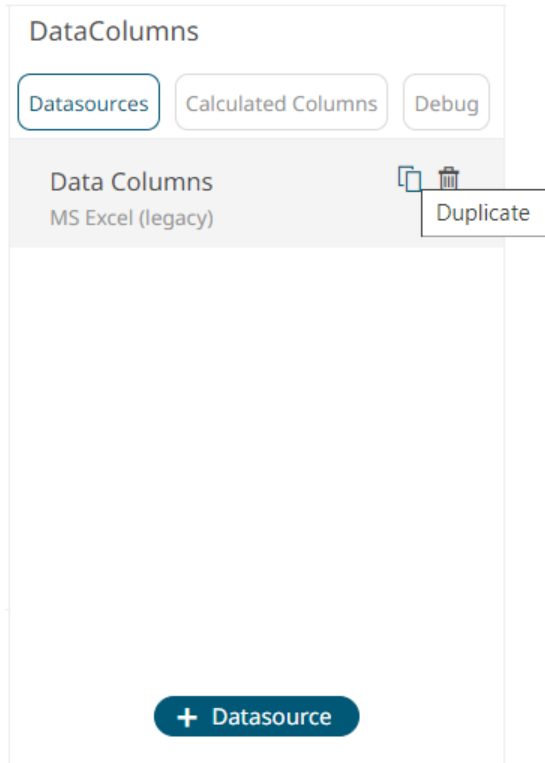 DataColumns
Datasources Calculated Columns Debug
Data Columns
MS Excel (legacy)
Duplicate
+ Datasource